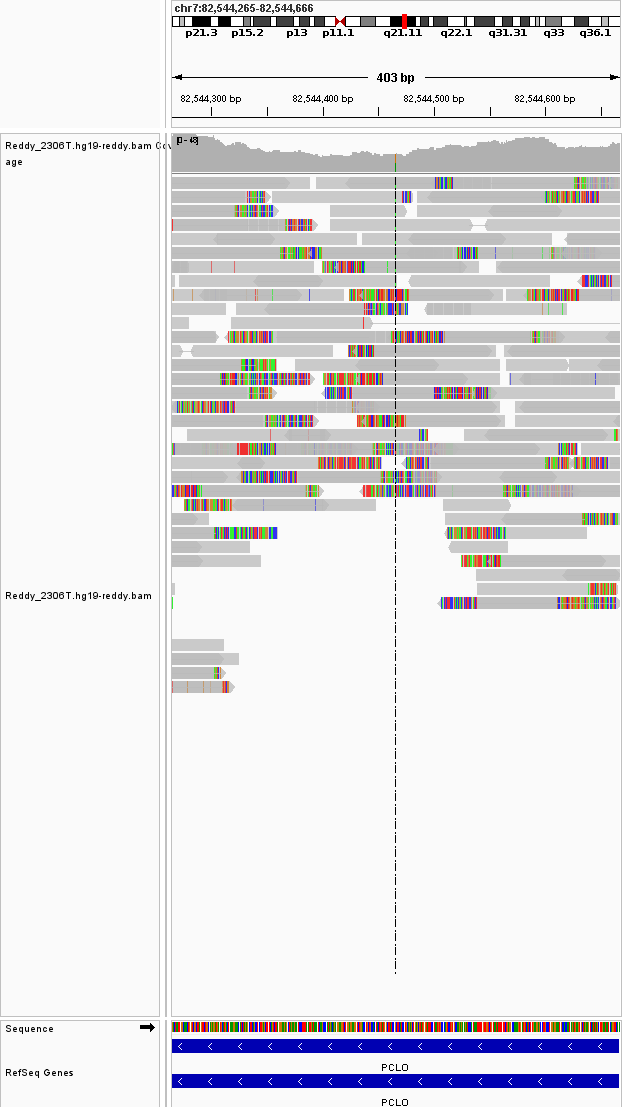 chr7:82,544,265-82,544,666
p21.3 p15.2 p13 p11.1 q21.11 q22.1 q31.31 q33 q36.1
403 bp
82,544,300 bp 82,544,400 bp 82,544,500 bp 82,544,600 bp
[0 - 48]
Reddy_2306T.hg19-reddy.bam Cov
age
Reddy_2306T.hg19-reddy.bam
Sequence
PCLO
RefSeq Genes
PCLO